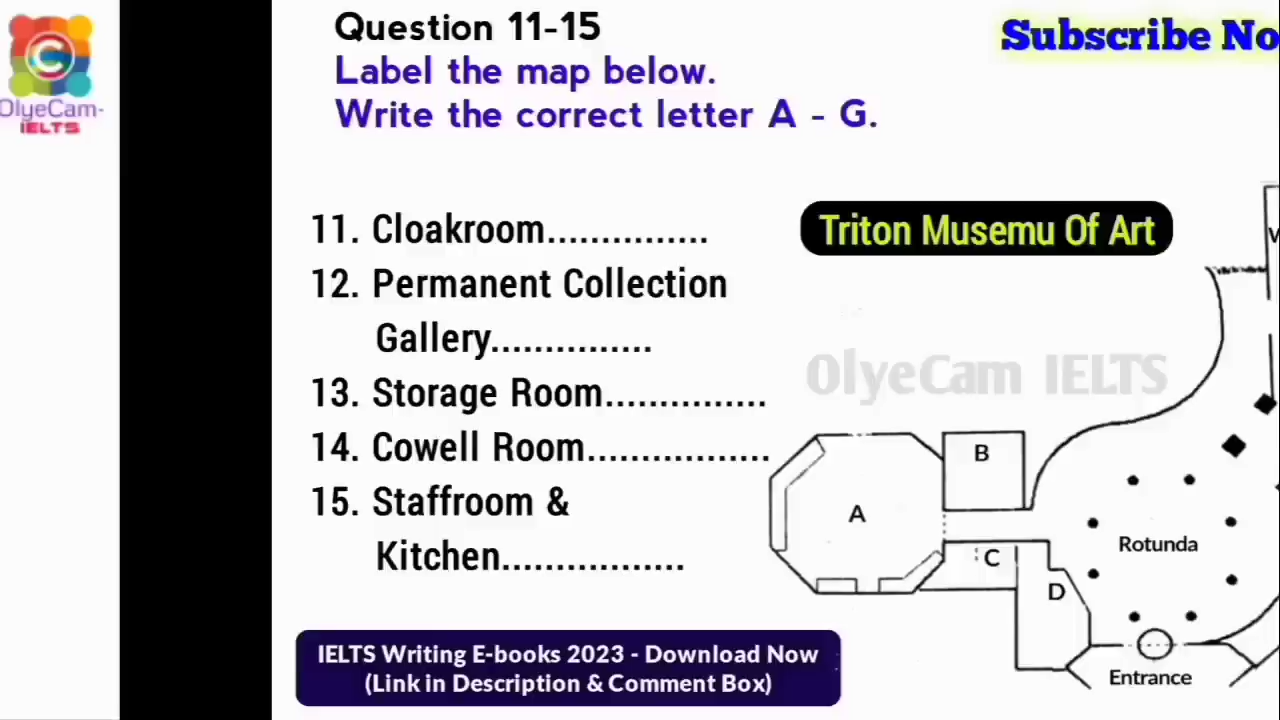 Question 11-15
Subscribe No
Label the map below.
Write the correct letter A - G.
OlyeCam-
IELTS
11. Cloakroom...............
Triton Musemu Of Art
12. Permanent Collection
Gallery...............
OlyeCam IELTS
13. Storage Room...............
14. Cowell Room.................
B
15. Staffroom &
A
Kitchen.................
Rotunda
C
D
IELTS Writing E-books 2023 - Download Now
(Link in Description & Comment Box)
Entrance